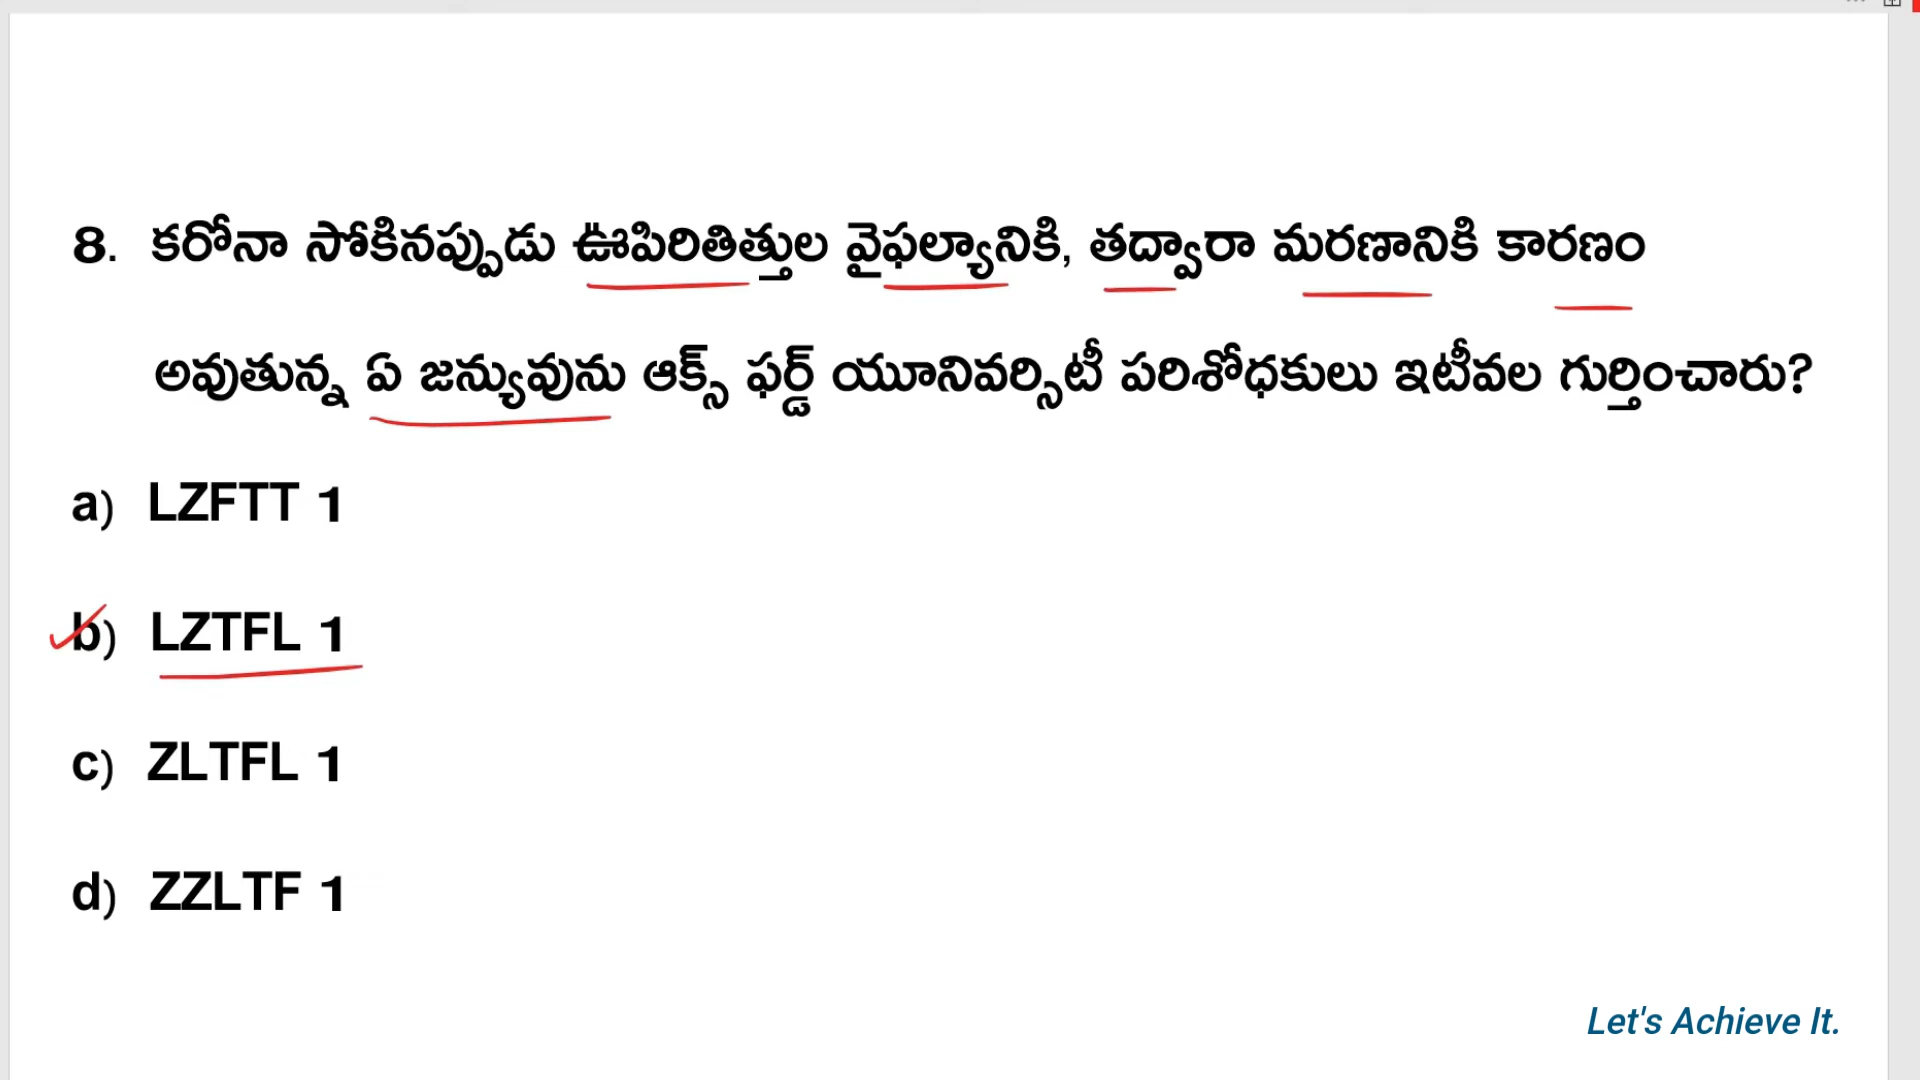 8. కరోనా సోకినప్పుడు ఊపిరితిత్తుల వైఫల్యానికి, తద్వారా మరణానికి కారణం
అవుతున్న ఏ జన్యువును ఆక్స్ ఫర్డ్ యూనివర్సిటీ పరిశోధకులు ఇటీవల గుర్తించారు?
a) LZFTT 1
b) LZTFL 1
c) ZLTFL 1
d) ZZLTF 1
Let's Achieve It.